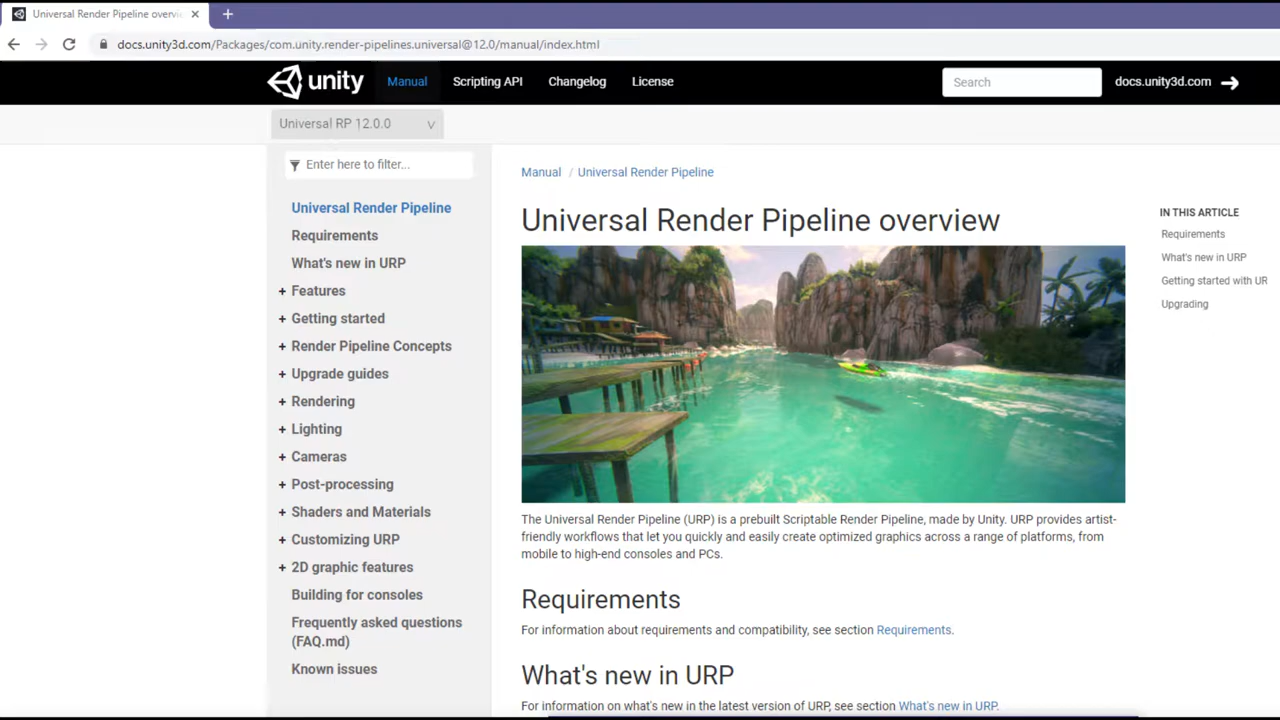 Universal Render Pipeline overvi
docs.unity3d.com/Packages/com.unity.render-pipelines.universal@12.0/manual/index.html
unity
Manual
Scripting API
Changelog
License
Search
docs.unity3d.com
Universal RP 12.0.0
Enter here to filter...
Universal Render Pipeline
Requirements
What's new in URP
+ Features
+ Getting started
+ Render Pipeline Concepts
+ Upgrade guides
+ Rendering
+ Lighting
+ Cameras
+ Post-processing
+ Shaders and Materials
+ Customizing URP
+ 2D graphic features
Building for consoles
Frequently asked questions
(FAQ.md)
Known issues
Manual / Universal Render Pipeline
Universal Render Pipeline overview
The Universal Render Pipeline (URP) is a prebuilt Scriptable Render Pipeline, made by Unity. URP provides artist-
friendly workflows that let you quickly and easily create optimized graphics across a range of platforms, from
mobile to high-end consoles and PCs.
Requirements
For information about requirements and compatibility, see section Requirements.
What's new in URP
For information on what's new in the latest version of URP, see section What's new in URP.
IN THIS ARTICLE
Requirements
What's new in URP
Getting started with UR
Upgrading